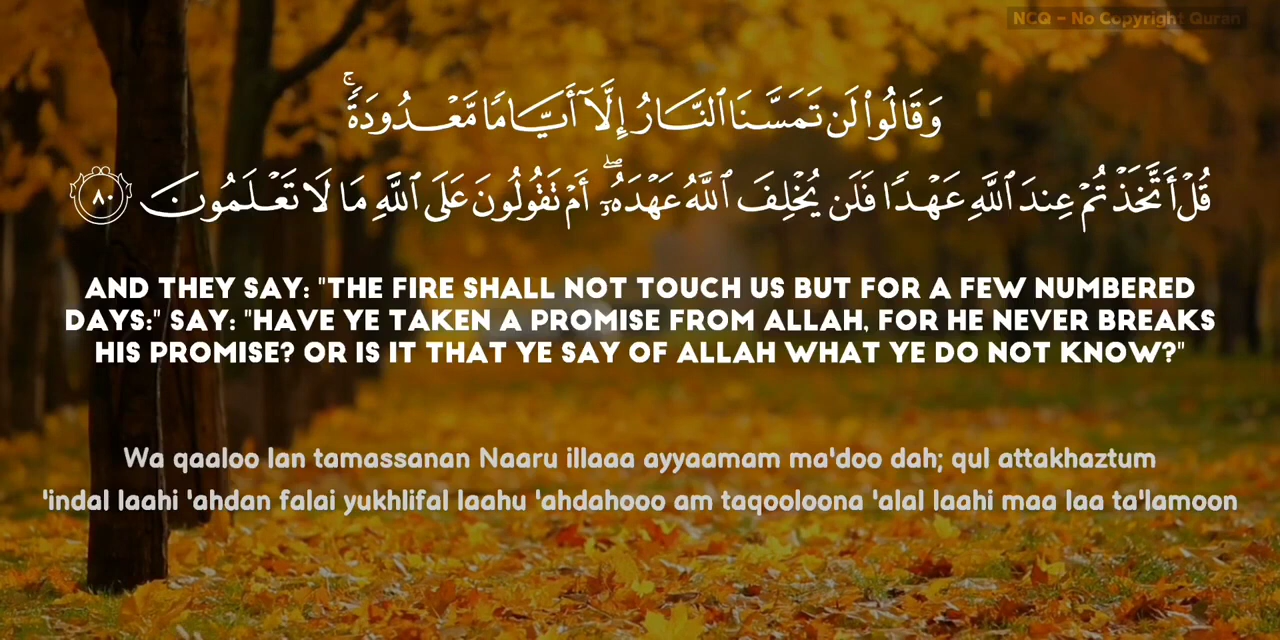 NCQ - No Copyright Quran
وَقَالُوا۟ لَن تَمَسَّنَا ٱلنَّارُ إِلَّآ أَيَّامًا مَّعْدُودَةً ۚ
قُلْ أَتَّخَذْتُمْ عِندَ ٱللَّهِ عَهْدًا فَلَن يُخْلِفَ ٱللَّهُ عَهْدَهُۥٓ ۖ أَمْ تَقُولُونَ عَلَى ٱللَّهِ مَا لَا تَعْلَمُونَ ٨٠
AND THEY SAY: "THE FIRE SHALL NOT TOUCH US BUT FOR A FEW NUMBERED
DAYS:" SAY: "HAVE YE TAKEN A PROMISE FROM ALLAH, FOR HE NEVER BREAKS
HIS PROMISE? OR IS IT THAT YE SAY OF ALLAH WHAT YE DO NOT KNOW?"
Wa qaaloo lan tamassanan Naaru illaaa ayyaamam ma'doo dah; qul attakhaztum
'indal laahi 'ahdan falai yukhlifal laahu 'ahdahooo am taqooloona 'alal laahi maa laa ta'lamoon